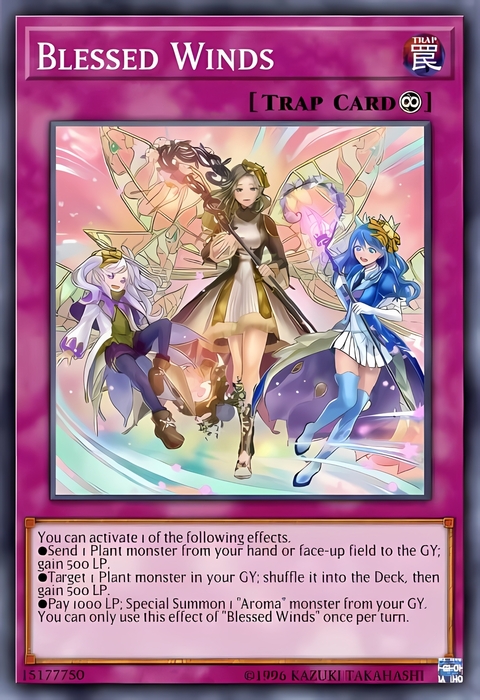 BLESSED WINDS
TRAP
罠
[TRAP CARD]
You can activate 1 of the following effects.
●Send 1 Plant monster from your hand or face-up field to the GY;
gain 500 LP.
●Target 1 Plant monster in your GY; shuffle it into the Deck, then
gain 500 LP.
●Pay 1000 LP; Special Summon 1 "Aroma" monster from your GY.
You can only use this effect of "Blessed Winds" once per turn.
15177750
©1996 KAZUKI TAKAHASHI